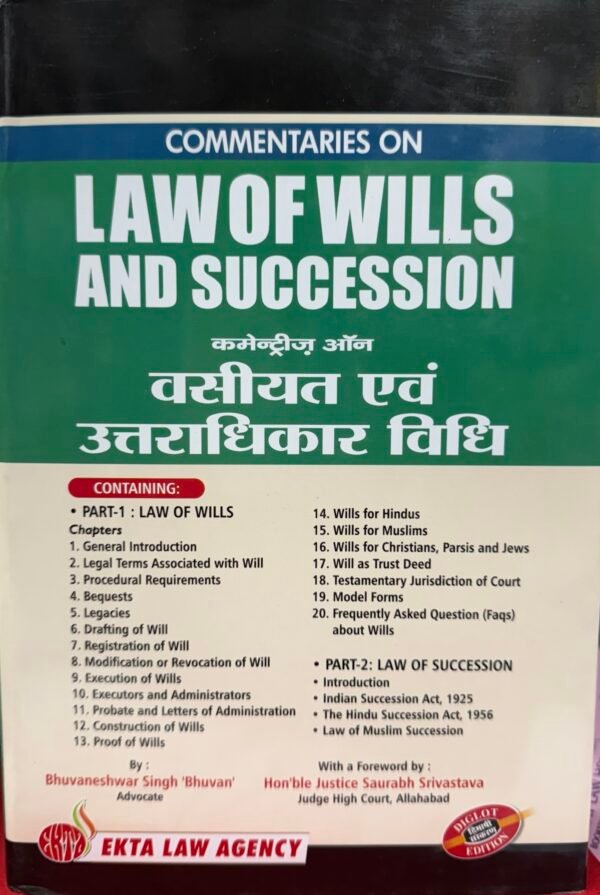 COMMENTARIES ON
LAW OF WILLS
AND SUCCESSION
कमेन्ट्रीज़ ऑन
वसीयत एवं
उत्तराधिकार विधि
CONTAINING:
• PART-1 : LAW OF WILLS
Chapters
1. General Introduction
2. Legal Terms Associated with Will
3. Procedural Requirements
4. Bequests
5. Legacies
6. Drafting of Will
7. Registration of Will
8. Modification or Revocation of Will
9. Execution of Wills
10. Executors and Administrators
11. Probate and Letters of Administration
12. Construction of Wills
13. Proof of Wills
14. Wills for Hindus
15. Wills for Muslims
16. Wills for Christians, Parsis and Jews
17. Will as Trust Deed
18. Testamentary Jurisdiction of Court
19. Model Forms
20. Frequently Asked Question (Faqs)
about Wills
• PART-2: LAW OF SUCCESSION
• Introduction
• Indian Succession Act, 1925
• The Hindu Succession Act, 1956
• Law of Muslim Succession
By :
Bhuvaneshwar Singh 'Bhuvan'
Advocate
With a Foreword by :
Hon'ble Justice Saurabh Srivastava
Judge High Court, Allahabad
EKTA LAW AGENCY
DIGLOT
द्विभाषी
संस्करण
EDITION